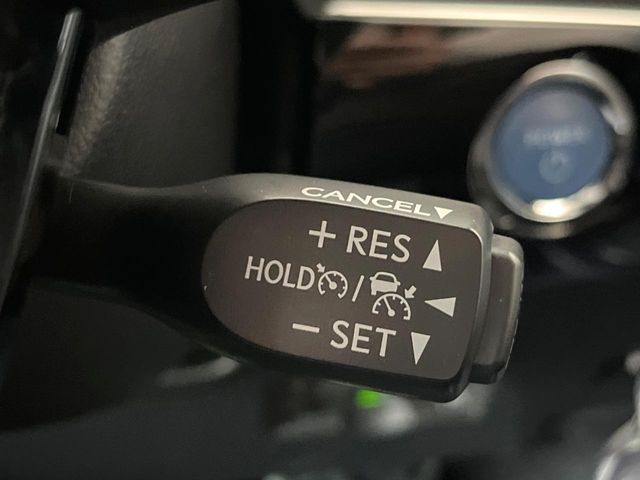 CANCEL▼
+ RES ▲
HOLD / ◀
− SET ▼